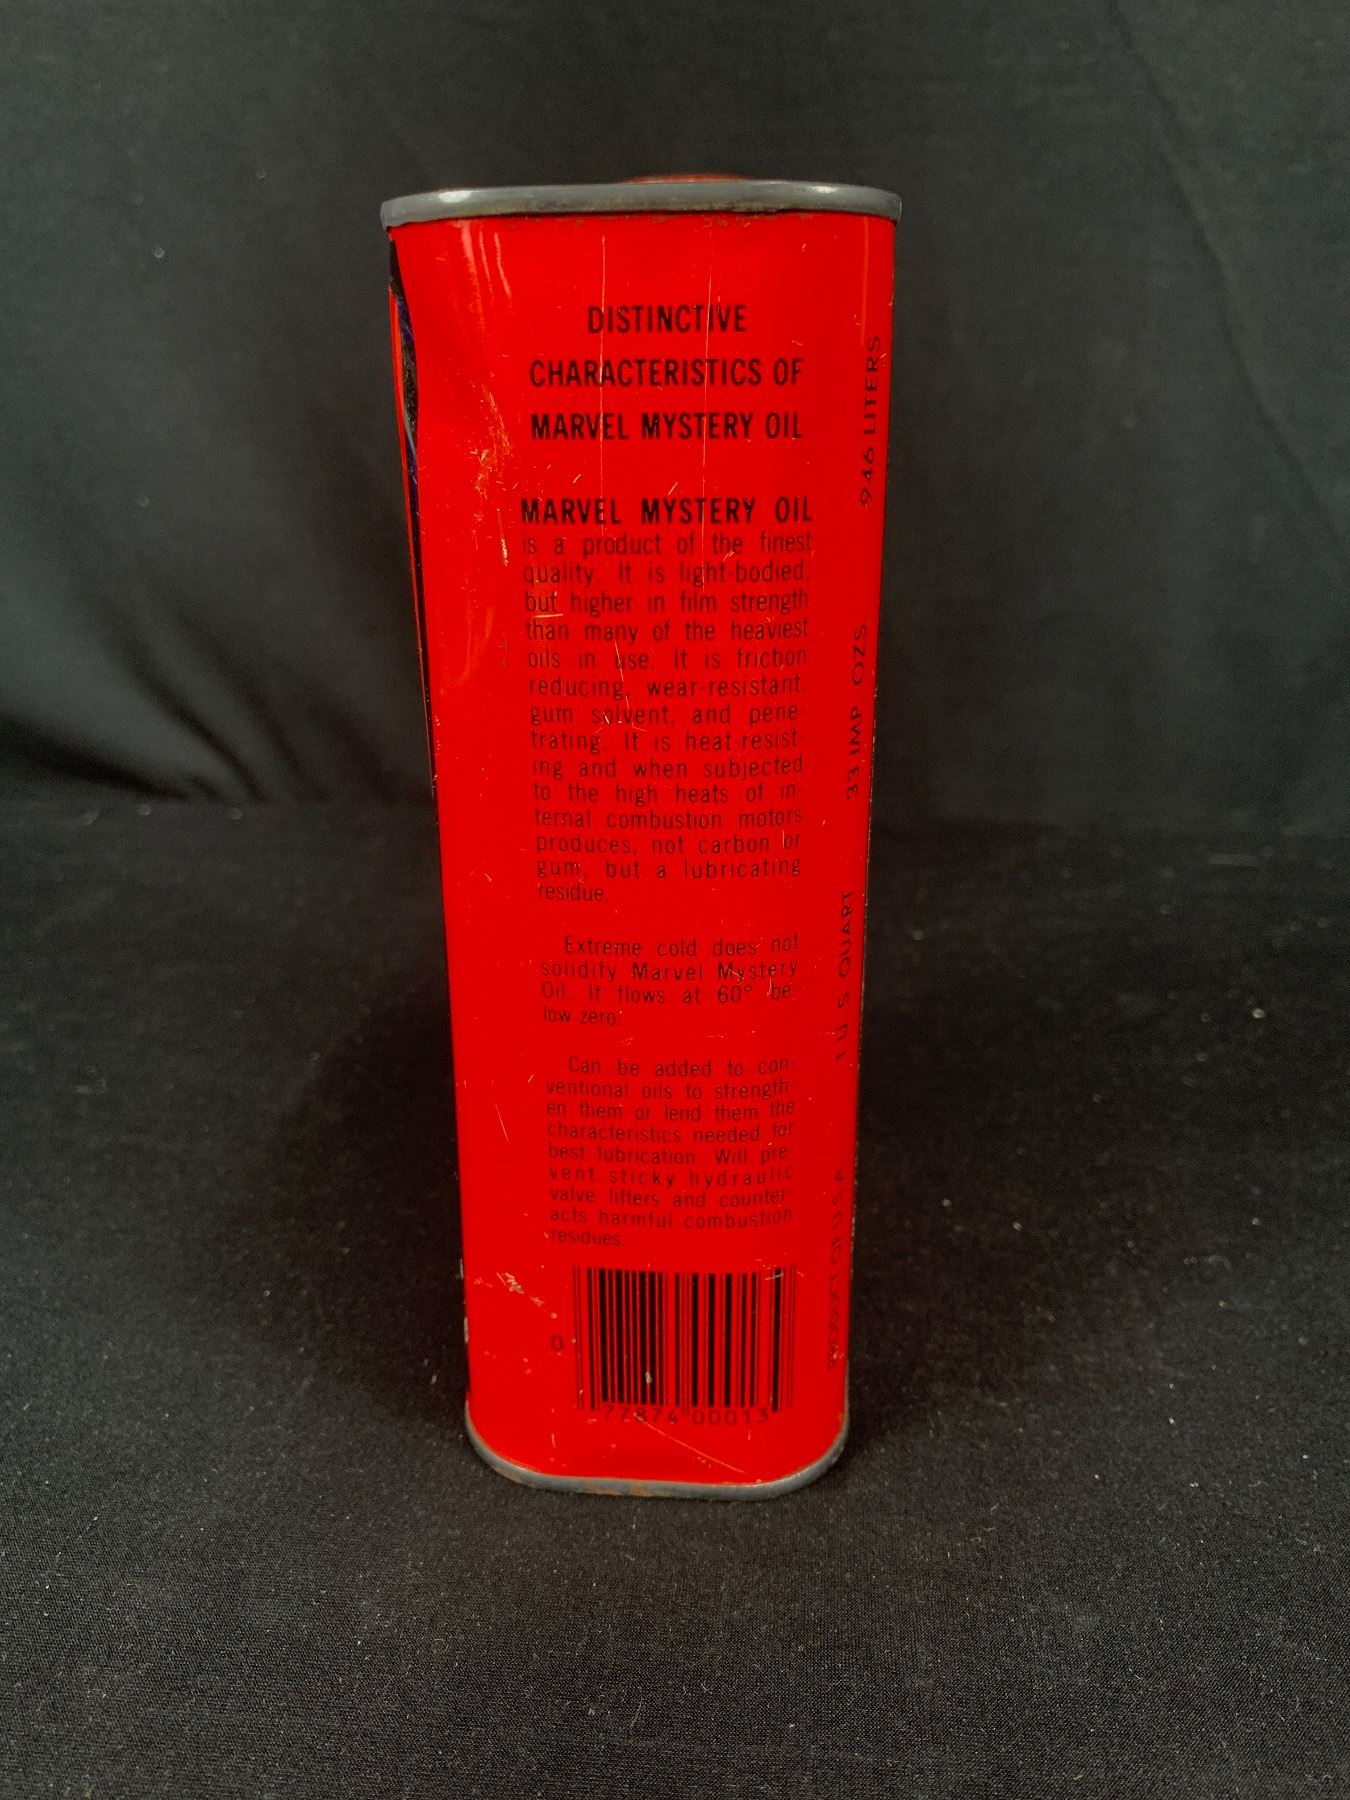 DISTINCTIVE
CHARACTERISTICS OF
MARVEL MYSTERY OIL
MARVEL MYSTERY OIL
is a product of the finest
quality. It is light-bodied,
but higher in film strength
than many of the heaviest
oils in use. It is friction
reducing, wear-resistant,
gum solvent, and pene-
trating. It is heat-resist-
ing and when subjected
to the high heats of in-
ternal combustion motors
produces, not carbon or
gum, but a lubricating
residue.
Extreme cold does not
solidify Marvel Mystery
Oil. It flows at 60° be-
low zero.
Can be added to con-
ventional oils to strength-
en them or lend them the
characteristics needed for
best lubrication. Will pre-
vent sticky hydraulic
valve lifters and counter-
acts harmful combustion
residues.
0 77874 00013
PRODUCT OF U S A 1 U S QUART 33 IMP OZS .946 LITERS